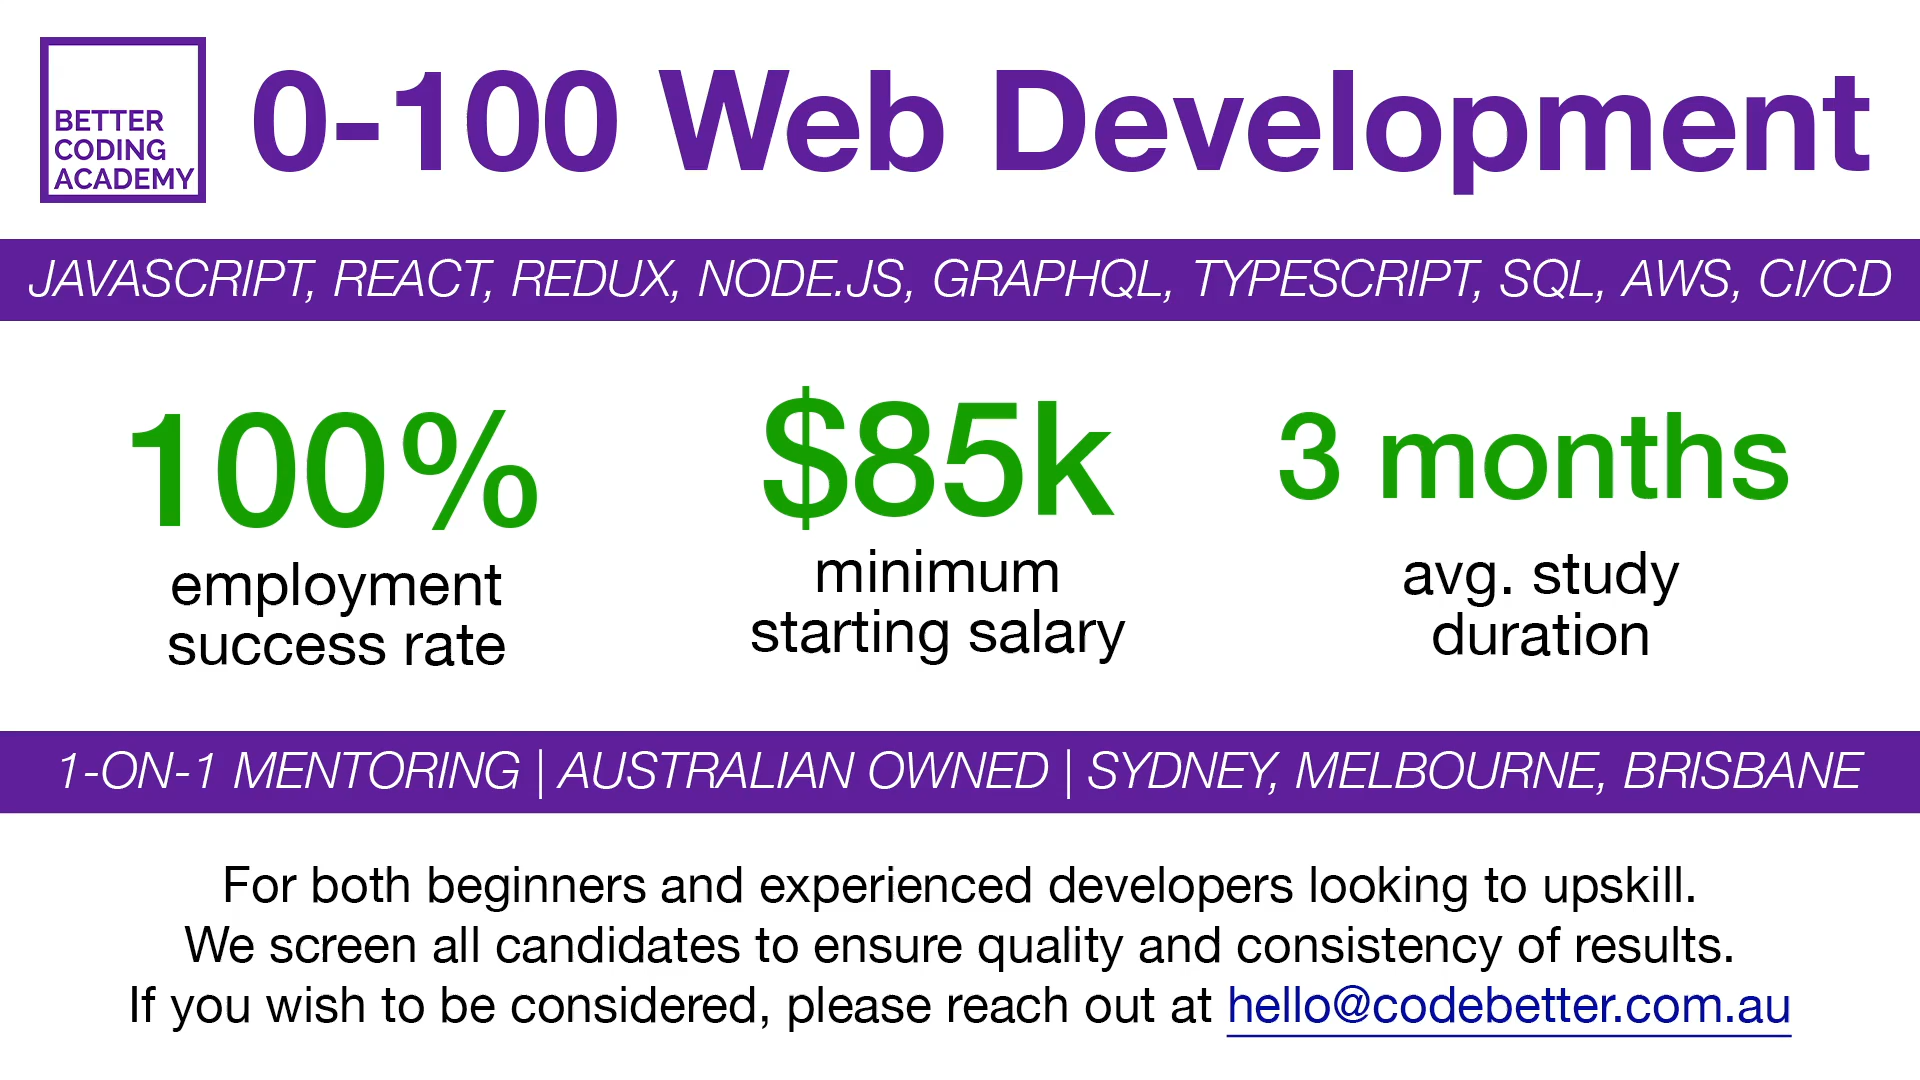 BETTER
CODING
ACADEMY
0-100 Web Development
JAVASCRIPT, REACT, REDUX, NODE.JS, GRAPHQL, TYPESCRIPT, SQL, AWS, CI/CD
100%
employment
success rate
$85k
minimum
starting salary
3 months
avg. study
duration
1-ON-1 MENTORING | AUSTRALIAN OWNED | SYDNEY, MELBOURNE, BRISBANE
For both beginners and experienced developers looking to upskill.
We screen all candidates to ensure quality and consistency of results.
If you wish to be considered, please reach out at hello@codebetter.com.au